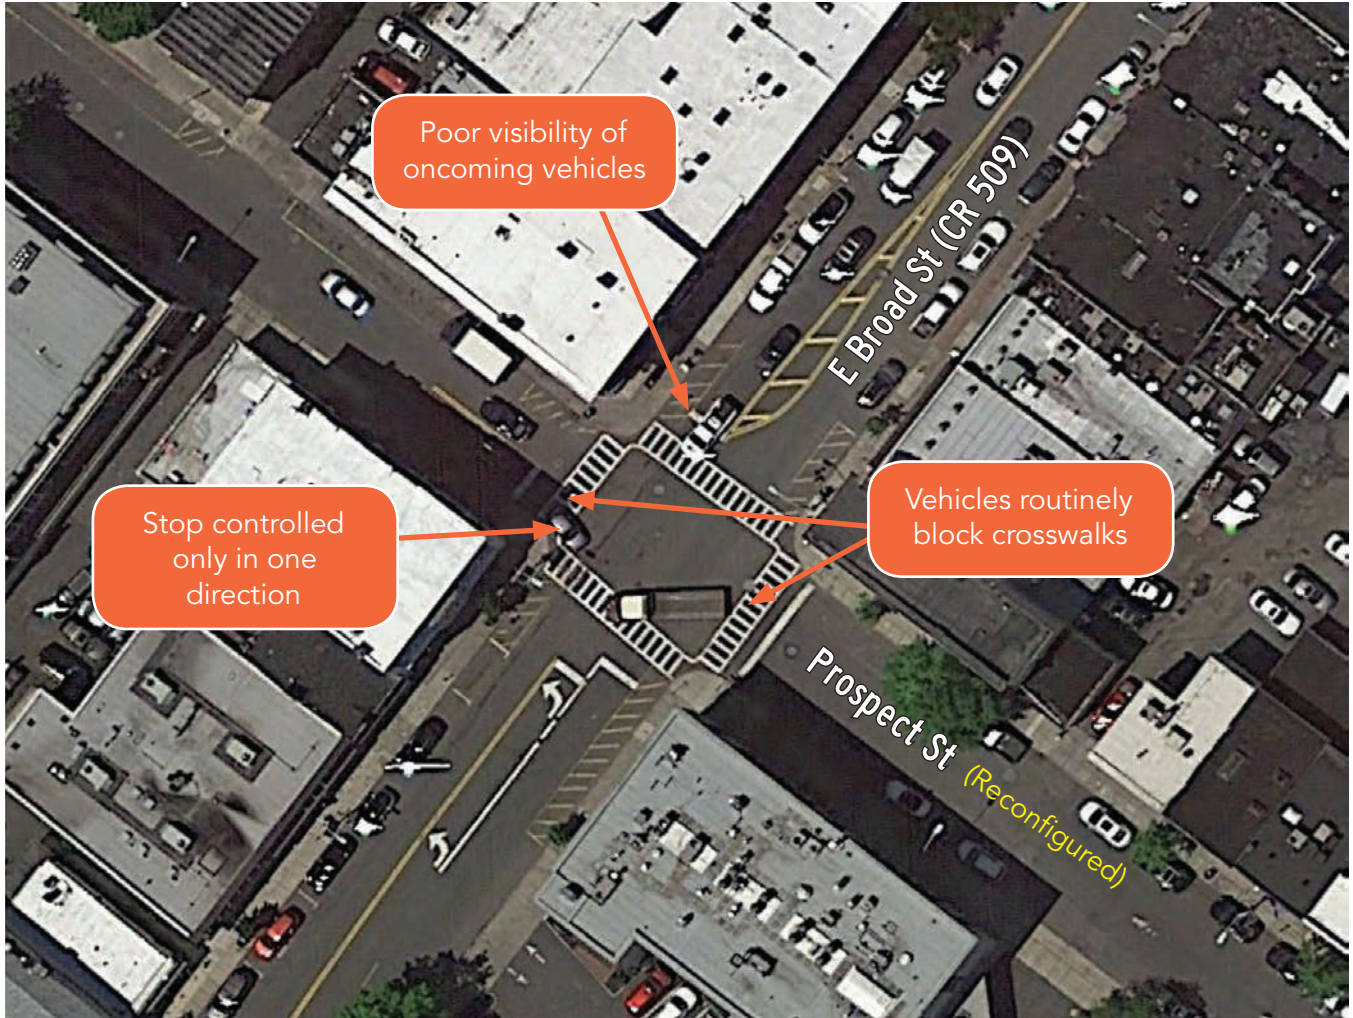 Poor visibility of
oncoming vehicles
E Broad St (CR 509)
Vehicles routinely
block crosswalks
Stop controlled
only in one
direction
Prospect St
(Reconfigured)